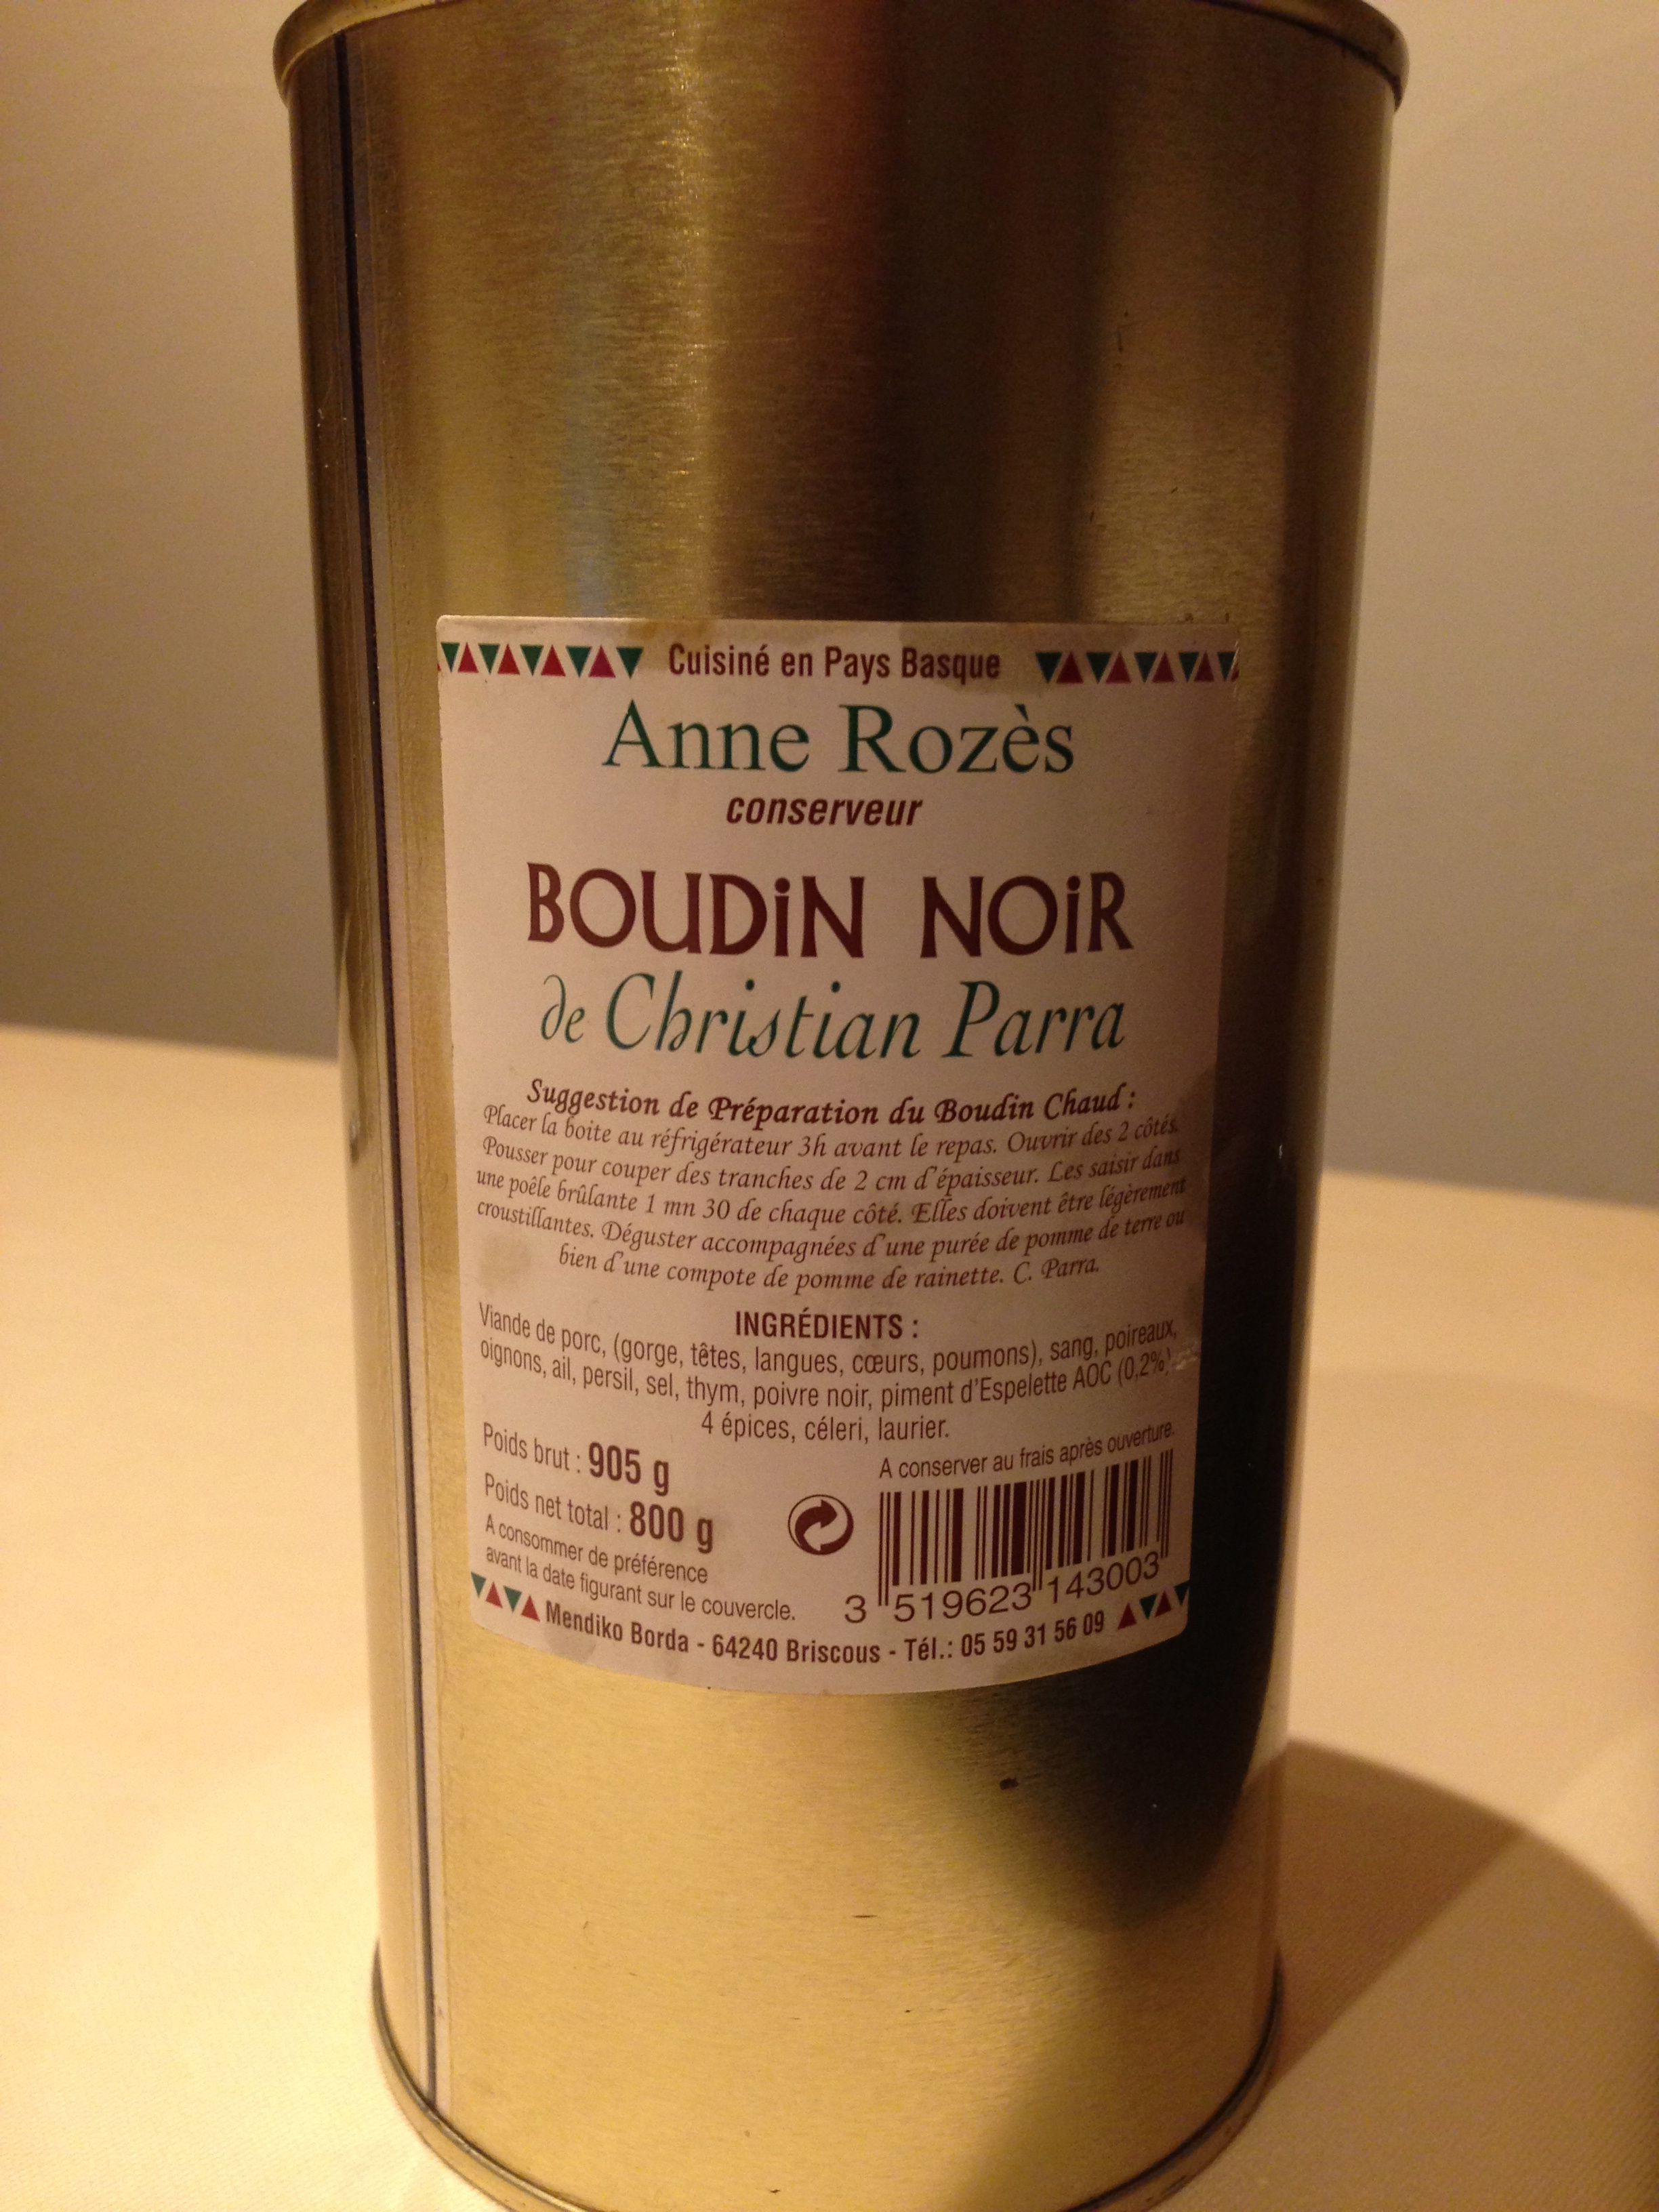 Cuisiné en Pays Basque
Anne Rozès
conserveur
BOUDiN NOiR
de Christian Parra
Suggestion de Préparation du Boudin Chaud :
Placer la boite au réfrigérateur 3h avant le repas. Ouvrir des 2 côtés.
Pousser pour couper des tranches de 2 cm d'épaisseur. Les saisir dans
une poêle brûlante 1 mn 30 de chaque côté. Elles doivent être légèrement
croustillantes. Déguster accompagnées d'une purée de pomme de terre ou
bien d'une compote de pomme de rainette. C. Parra.
INGRÉDIENTS :
Viande de porc, (gorge, têtes, langues, cœurs, poumons), sang, poireaux,
oignons, ail, persil, sel, thym, poivre noir, piment d'Espelette AOC (0,2%)
4 épices, céleri, laurier.
Poids brut : 905 g
Poids net total : 800 g
A consommer de préférence
avant la date figurant sur le couvercle.
A conserver au frais après ouverture.
3 519623 143003
Mendiko Borda - 64240 Briscous - Tél.: 05 59 31 56 09